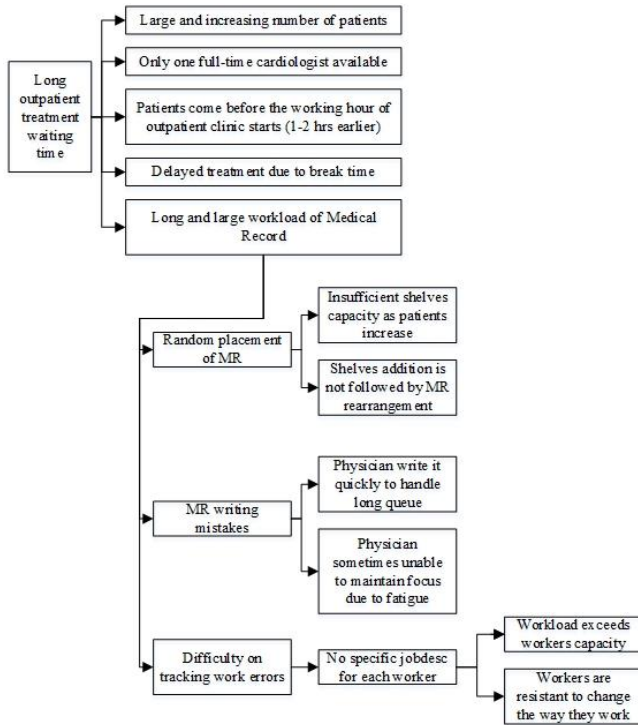 Large and increasing number of patients
Long
outpatient
treatment
waiting
time
Only one full-time cardiologist available
Patients come before the working hour of
outpatient clinic starts (1-2 hrs earlier)
Delayed treatment due to break time
Long and large workload of Medical
Record
Random placement
of MR
Insufficient shelves
capacity as patients
increase
Shelves addition is
not followed by MR
rearrangement
MR writing
mistakes
Physician write it
quickly to handle
long queue
Physician
sometimes unable
to maintain focus
due to fatigue
Difficulty on
tracking work errors
No specific jobdesc
for each worker
Workload exceeds
workers capacity
Workers are
resistant to change
the way they work